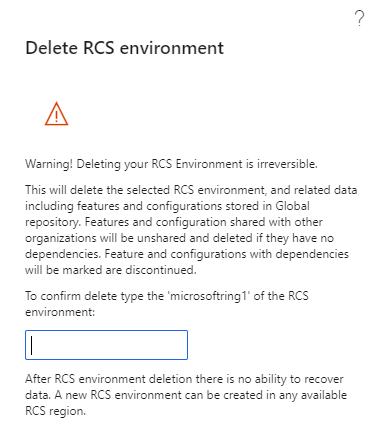 ?
Delete RCS environment
!
Warning! Deleting your RCS Environment is irreversible.
This will delete the selected RCS environment, and related data
including features and configurations stored in Global
repository. Features and configuration shared with other
organizations will be unshared and deleted if they have no
dependencies. Feature and configurations with dependencies
will be marked are discontinued.
To confirm delete type the 'microsoftring1' of the RCS
environment:
After RCS environment deletion there is no ability to recover
data. A new RCS environment can be created in any available
RCS region.